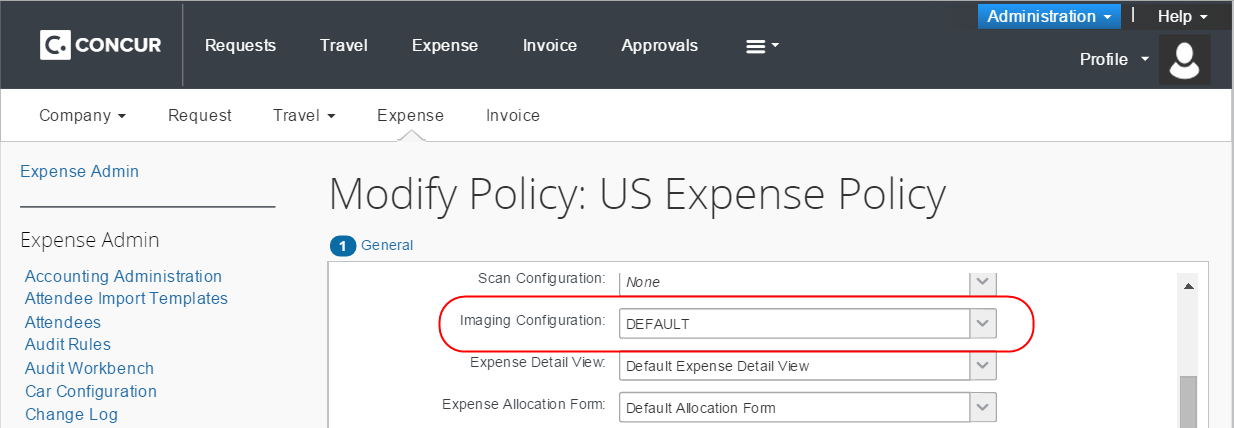 Administration | Help
C. CONCUR Requests Travel Expense Invoice Approvals
Profile
Company Request Travel Expense Invoice
Expense Admin
Modify Policy: US Expense Policy
1 General
Expense Admin
Accounting Administration
Attendee Import Templates
Attendees
Audit Rules
Audit Workbench
Car Configuration
Change Log
Scan Configuration: None
Imaging Configuration: DEFAULT
Expense Detail View: Default Expense Detail View
Expense Allocation Form: Default Allocation Form